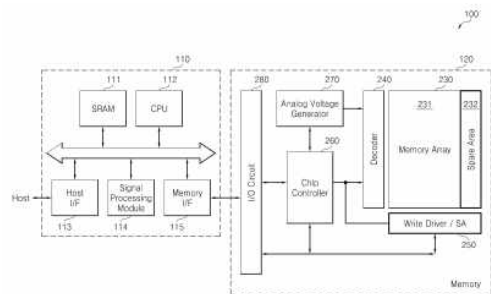 100
110
120
111
112
280
270
240
230
SRAM
CPU
Analog Voltage
Generator
231
232
260
Memory Array
Spare Area
Decoder
I/O Circuit
Chip
Controller
Host
Host
I/F
Signal
Processing
Module
Memory
I/F
113
114
115
Write Driver / SA
250
Memory